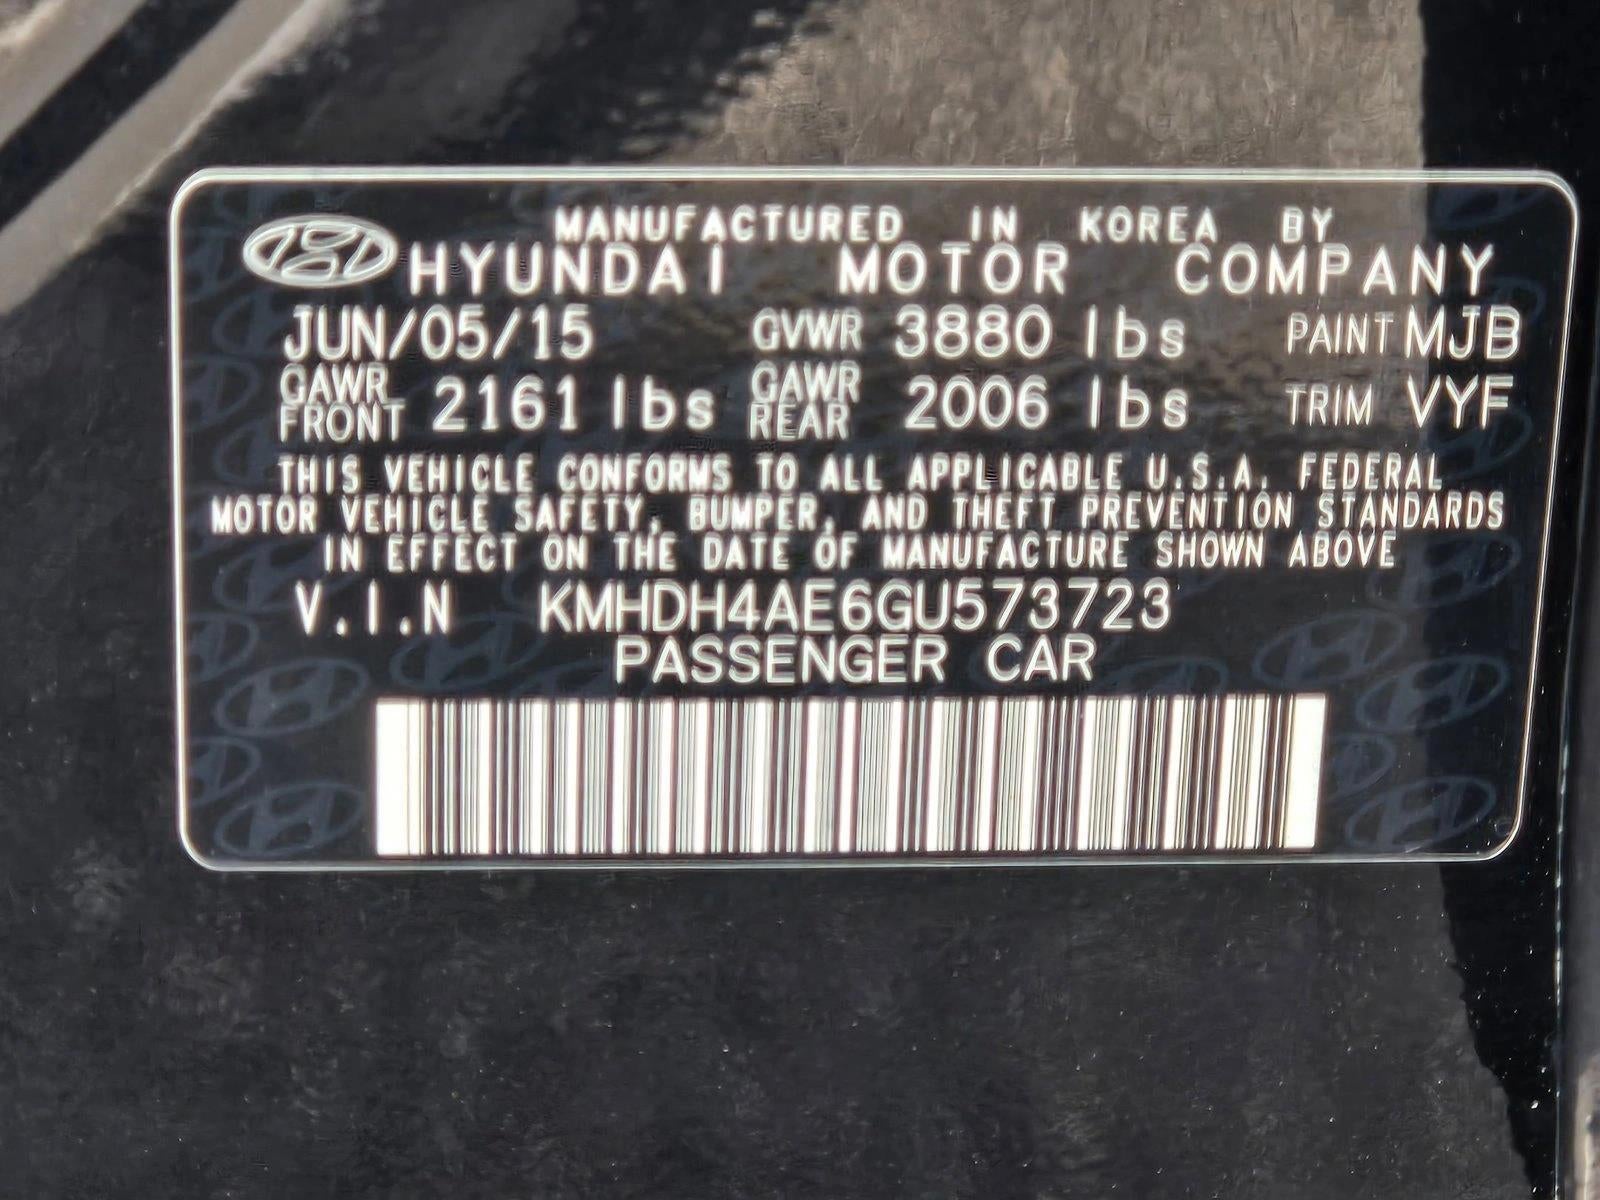 MANUFACTURED IN KOREA BY
HYUNDAI MOTOR COMPANY
JUN/05/15 GVWR 3880 lbs PAINT MJB
GAWR FRONT 2161 lbs GAWR REAR 2006 lbs TRIM VYF
THIS VEHICLE CONFORMS TO ALL APPLICABLE U.S.A. FEDERAL
MOTOR VEHICLE SAFETY, BUMPER, AND THEFT PREVENTION STANDARDS
IN EFFECT ON THE DATE OF MANUFACTURE SHOWN ABOVE
V.I.N KMHDH4AE6GU573723
PASSENGER CAR